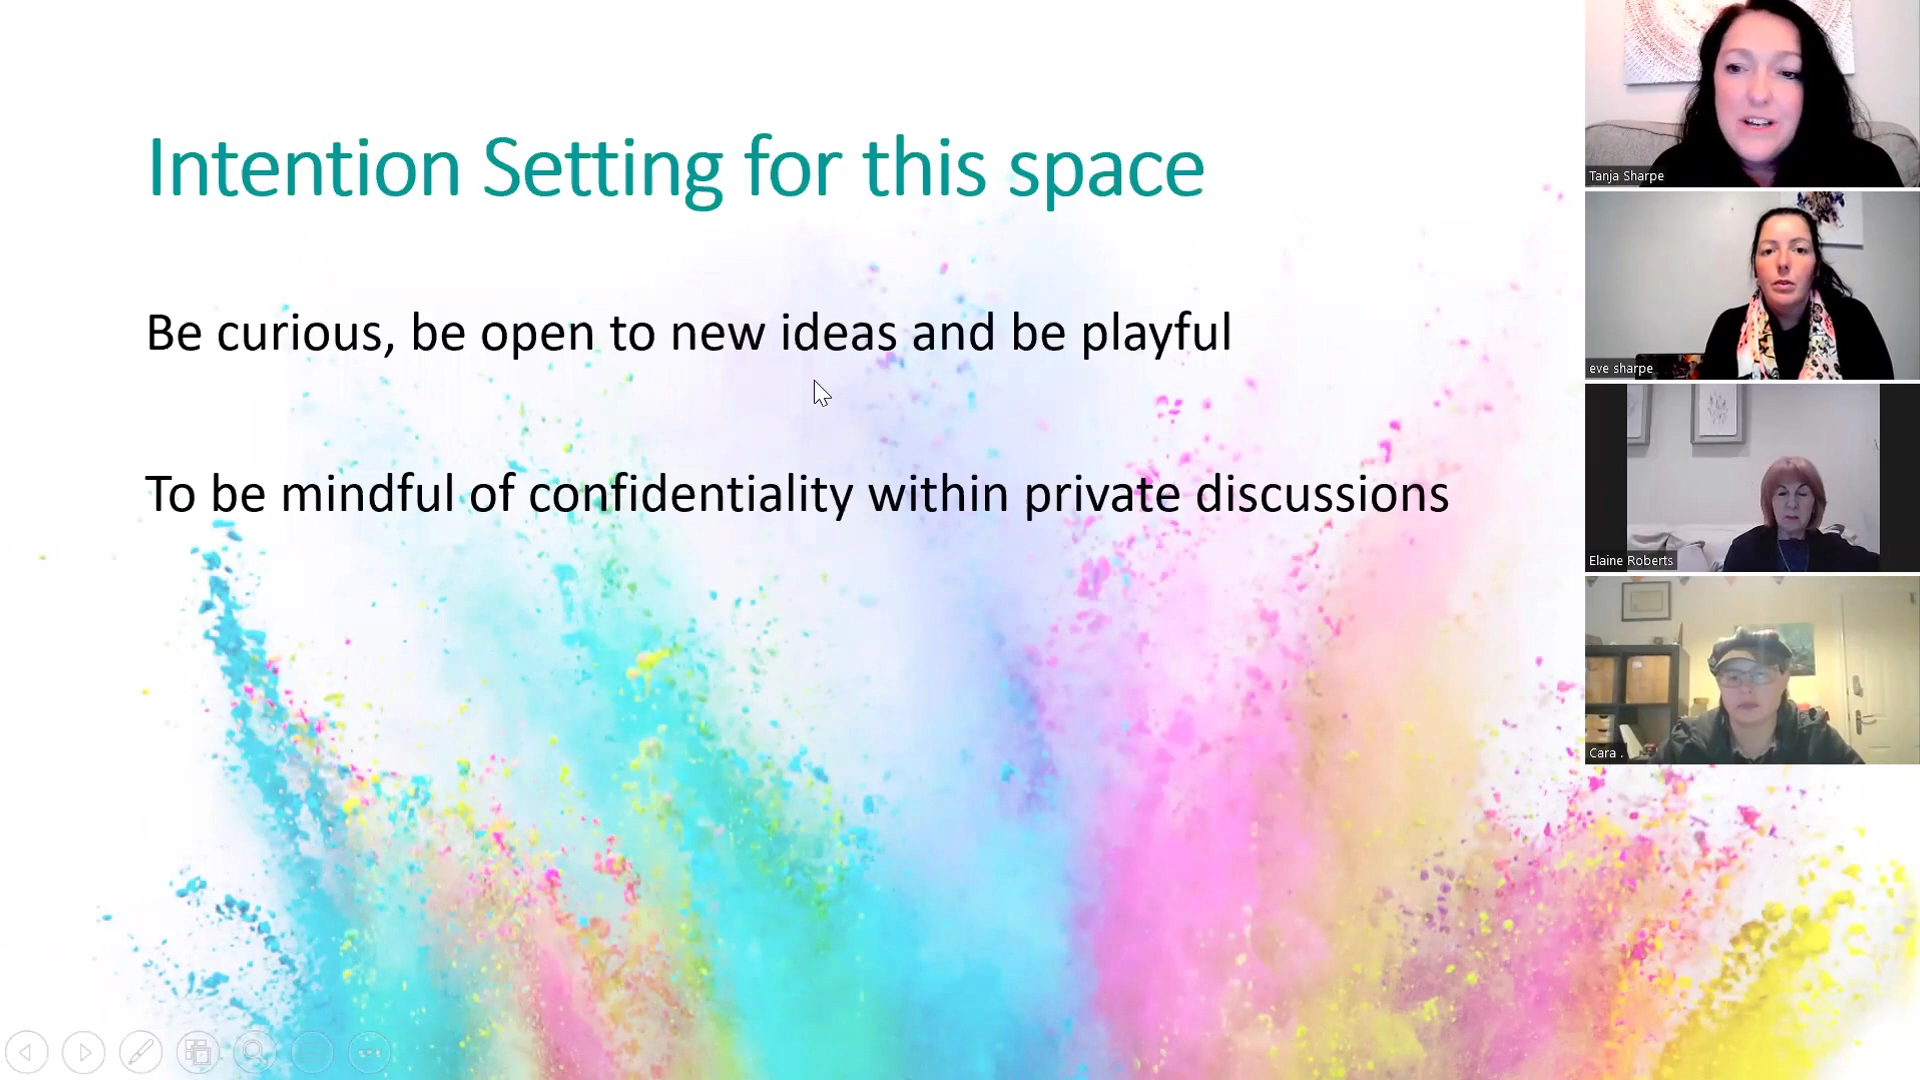 Intention Setting for this space
Be curious, be open to new ideas and be playful
To be mindful of confidentiality within private discussions
Tanja Sharpe
eve sharpe
Elaine Roberts
Cara .